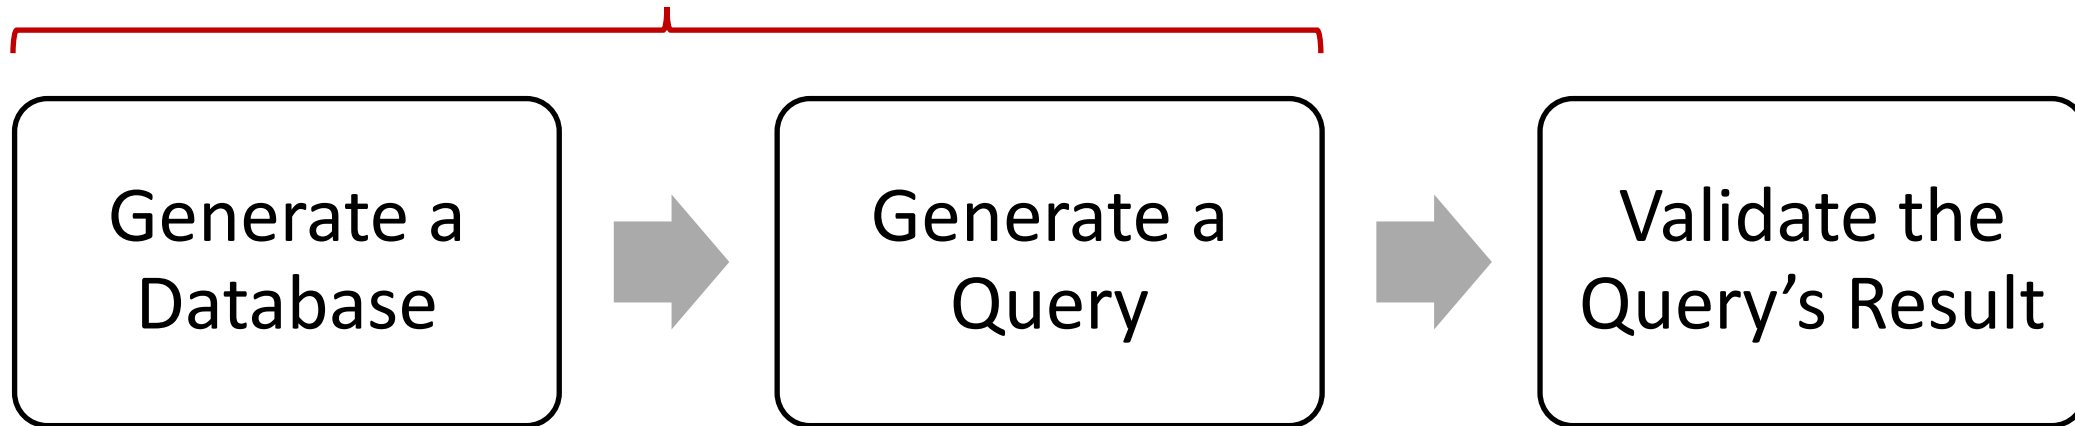 Generate a
Database
Generate a
Query
Validate the
Query’s Result